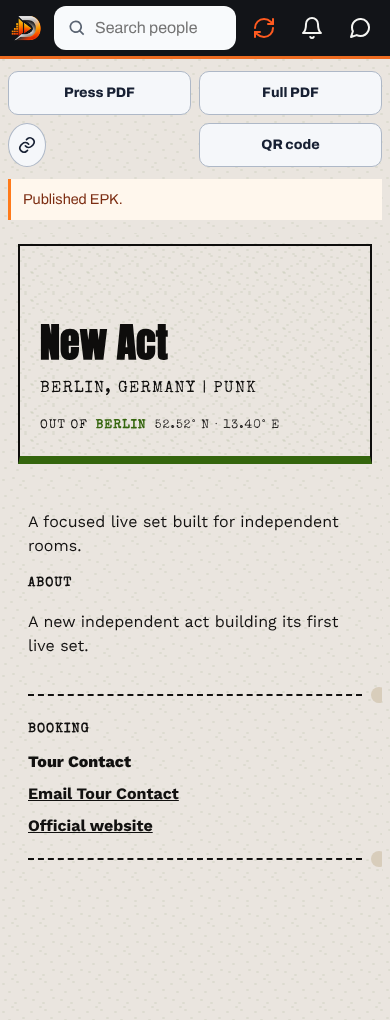 Search people
Press PDF
Full PDF
QR code
Published EPK.
New Act
BERLIN, GERMANY | PUNK
OUT OF BERLIN 52.52° N · 13.40° E
A focused live set built for independent
rooms.
ABOUT
A new independent act building its first
live set.
BOOKING
Tour Contact
Email Tour Contact
Official website